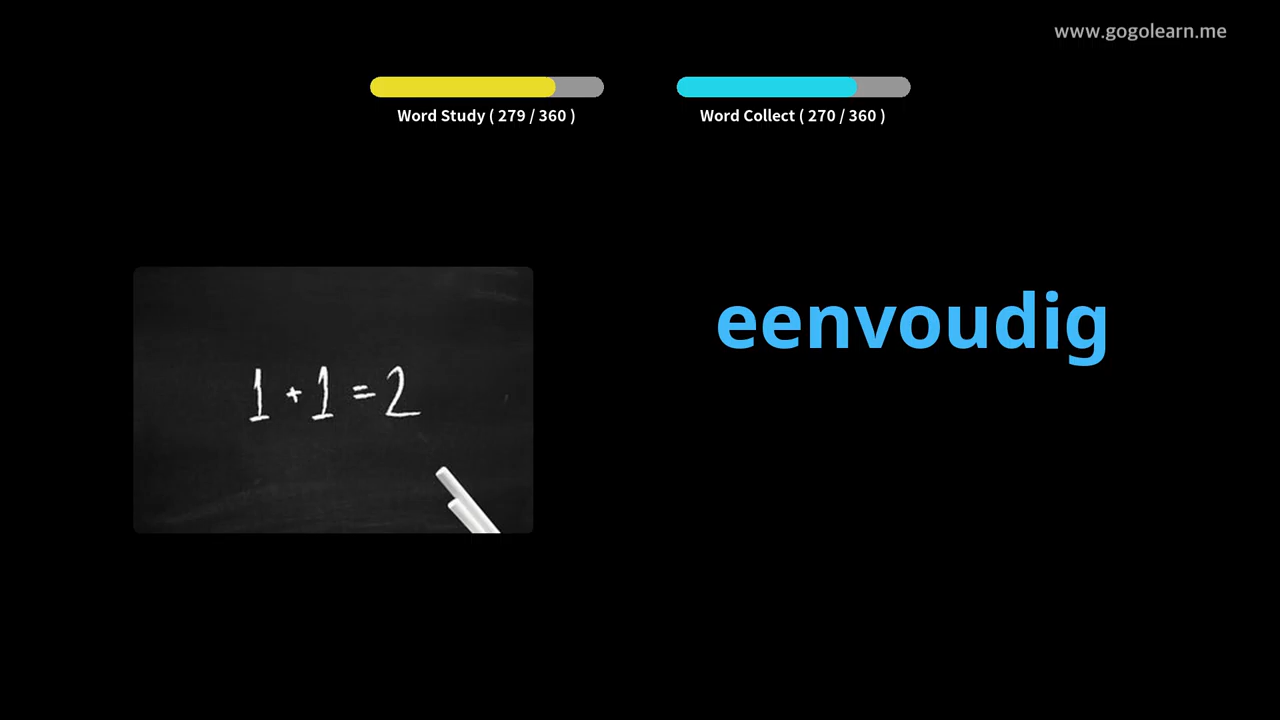 www.gogolearn.me
Word Study ( 279 / 360 )
Word Collect ( 270 / 360 )
eenvoudig
1 + 1 = 2